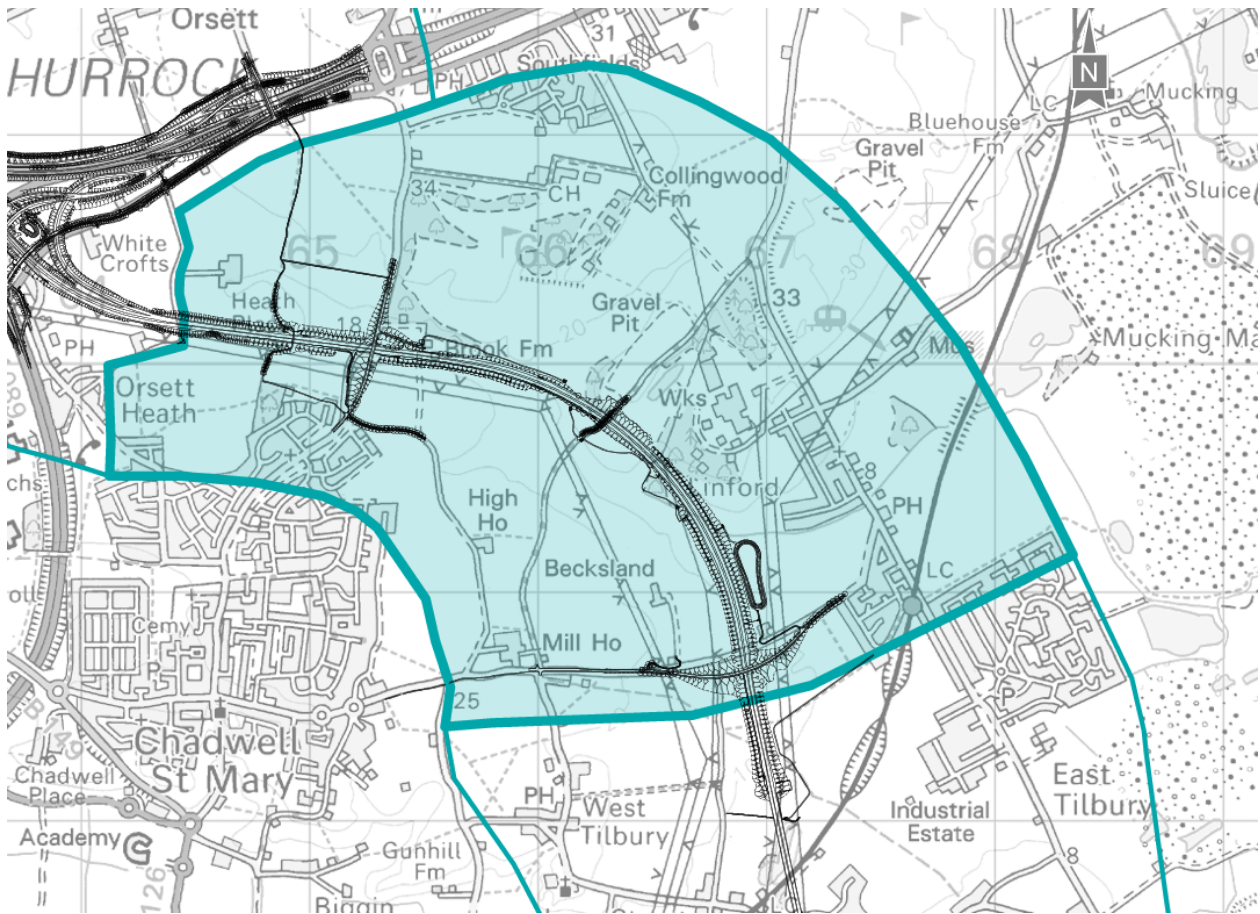 Orsett
31
Southfields
HURROCK
PH
N
LC
Mucking
Bluehouse
Fm
Gravel
Pit
Collingwood
Fm
34
CH
Sluice
White
Crofts
65
66
67
68
69
Heath
33
Gravel
Pit
18
Brook Fm
Mus
PH
Mucking Ma
Orsett
Heath
Wks
8
Linford
High
Ho
PH
Becksland
LC
Cemy
Mill Ho
P
25
P
Chadwell
St Mary
Chadwell
Place
East
Tilbury
PH
West
Tilbury
Industrial
Estate
Academy
Gunhill
Fm
8
126
Biggin
LC